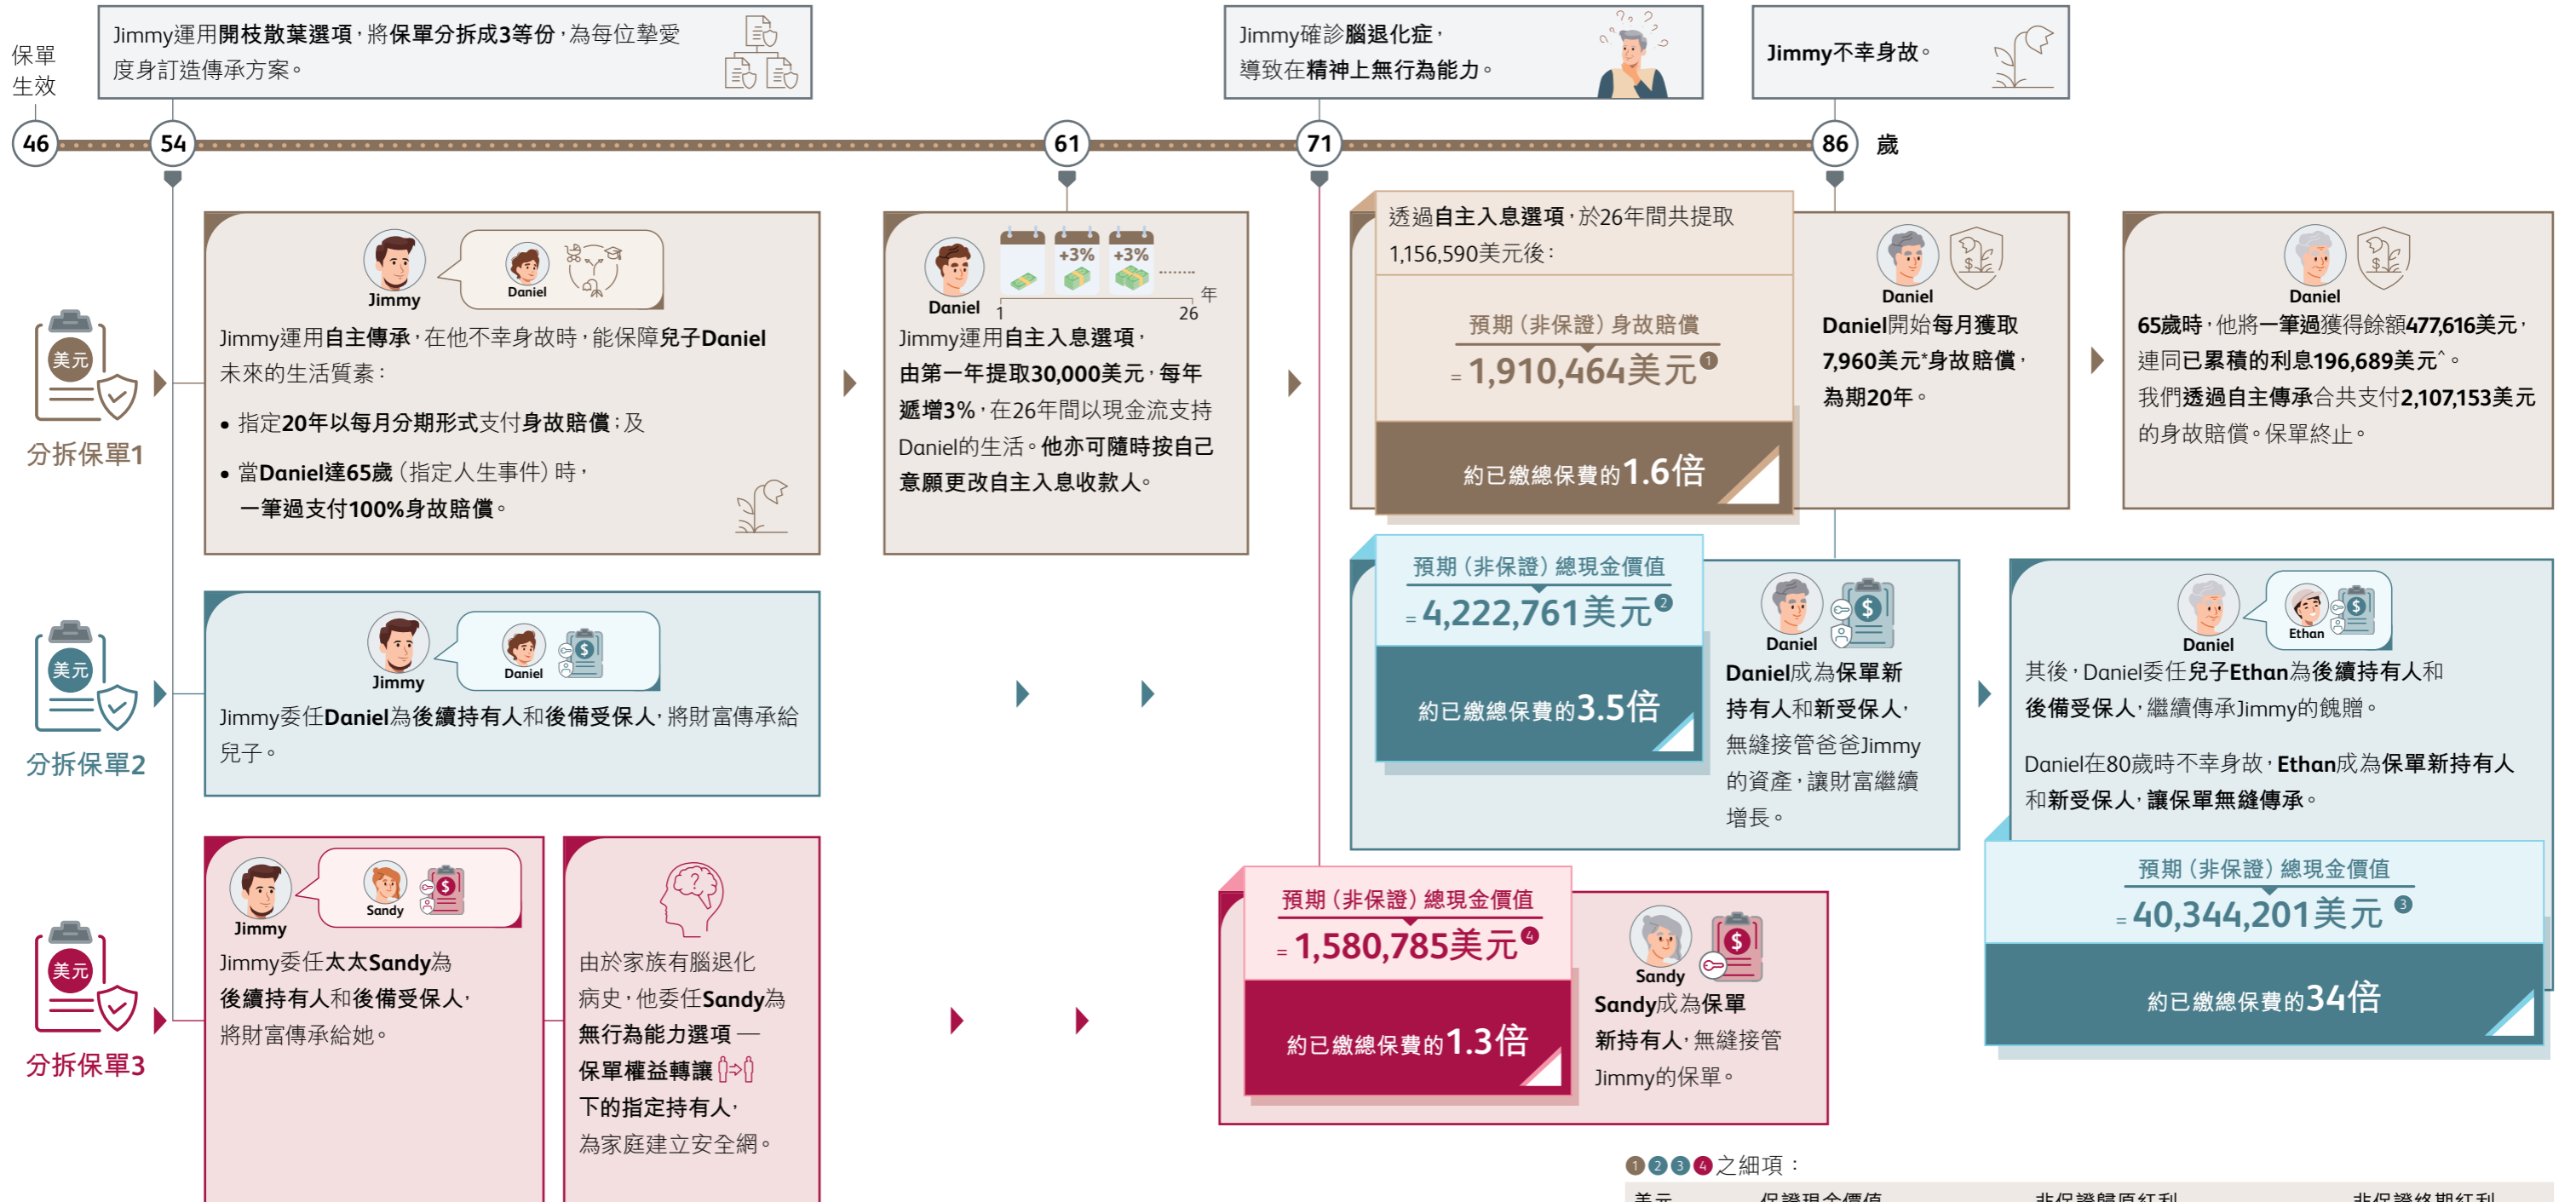 保單
生效
Jimmy運用開枝散葉選項，將保單分拆成3等份，為每位摯愛
度身訂造傳承方案。
Jimmy確診腦退化症，
導致在精神上無行為能力。
Jimmy不幸身故。
46
54
61
71
86
歲
分拆保單1
美元
Jimmy
Daniel
Jimmy運用自主傳承，在他不幸身故時，能保障兒子Daniel
未來的生活質素：
• 指定20年以每月分期形式支付身故賠償；及
• 當Daniel達65歲（指定人生事件）時，
一筆過支付100%身故賠償。
+3%
+3%
Daniel
1
26
年
Jimmy運用自主入息選項，
由第一年提取30,000美元，每年
遞增3%，在26年間以現金流支持
Daniel的生活。他亦可隨時按自己
意願更改自主入息收款人。
透過自主入息選項，於26年間共提取
1,156,590美元後：
預期（非保證）身故賠償
= 1,910,464美元❶
約已繳總保費的1.6倍
Daniel
Daniel開始每月獲取
7,960美元*身故賠償，
為期20年。
Daniel
65歲時，他將一筆過獲得餘額477,616美元，
連同已累積的利息196,689美元^。
我們透過自主傳承合共支付2,107,153美元
的身故賠償。保單終止。
分拆保單2
美元
Jimmy
Daniel
Jimmy委任Daniel為後續持有人和後備受保人，將財富傳承給
兒子。
預期（非保證）總現金價值
= 4,222,761美元❷
約已繳總保費的3.5倍
Daniel
Daniel成為保單新
持有人和新受保人，
無縫接管爸爸Jimmy
的資產，讓財富繼續
增長。
Daniel
Ethan
其後，Daniel委任兒子Ethan為後續持有人和
後備受保人，繼續傳承Jimmy的餽贈。
Daniel在80歲時不幸身故，Ethan成為保單新持有人
和新受保人，讓保單無縫傳承。
預期（非保證）總現金價值
= 40,344,201美元❸
約已繳總保費的34倍
分拆保單3
美元
Jimmy
Sandy
Jimmy委任太太Sandy為
後續持有人和後備受保人，
將財富傳承給她。
由於家族有腦退化
病史，他委任Sandy為
無行為能力選項 —
保單權益轉讓
下的指定持有人，
為家庭建立安全網。
預期（非保證）總現金價值
= 1,580,785美元❹
約已繳總保費的1.3倍
Sandy
Sandy成為保單
新持有人，無縫接管
Jimmy的保單。
❶❷❸❹之細項：
美元 保證現金價值 非保證歸原紅利 非保證終期紅利